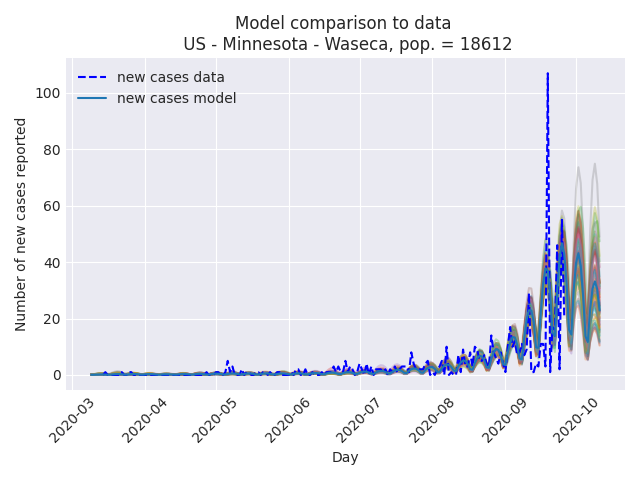 Model comparison to data
US - Minnesota - Waseca, pop. = 18612
new cases data
new cases model
Number of new cases reported
100
80
60
40
20
0
2020-03
2020-04
2020-05
2020-06
2020-07
2020-08
2020-09
2020-10
Day